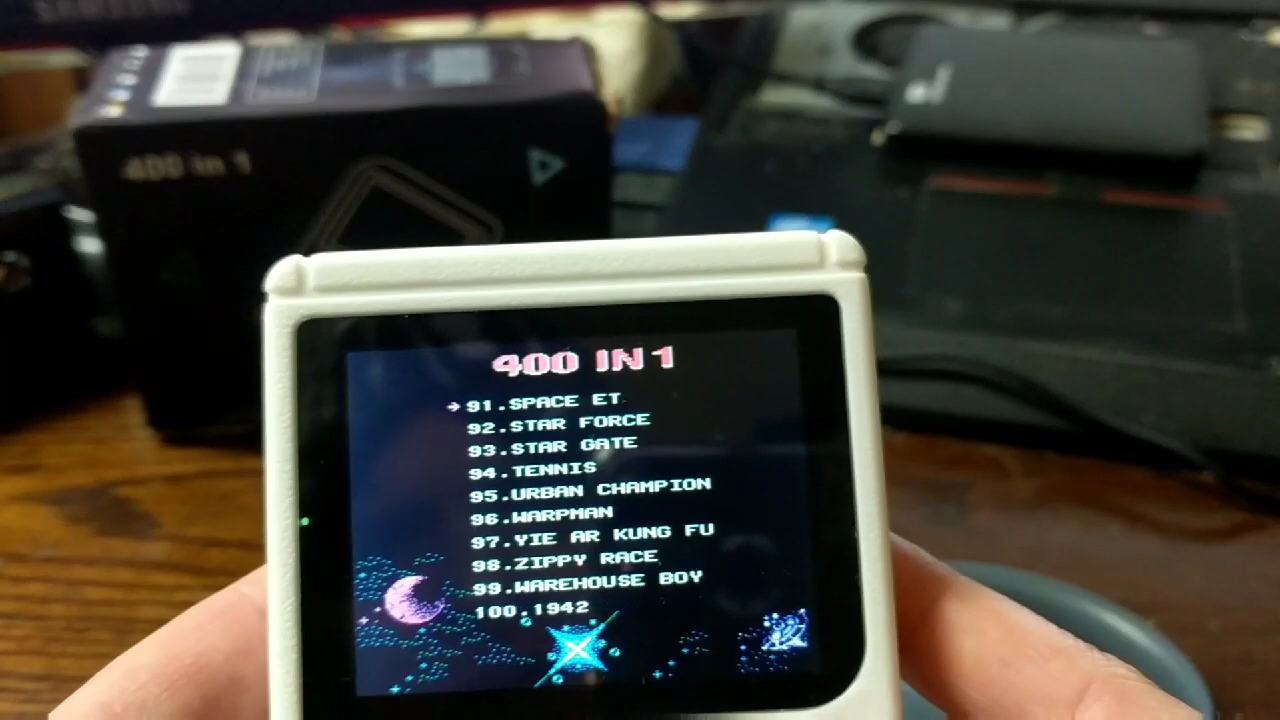 SAMSUNG
400 in 1
400 IN 1
91.SPACE ET
92.STAR FORCE
93.STAR GATE
94.TENNIS
95.URBAN CHAMPION
96.WARPMAN
97.YIE AR KUNG FU
98.ZIPPY RACE
99.WAREHOUSE BOY
100.1942